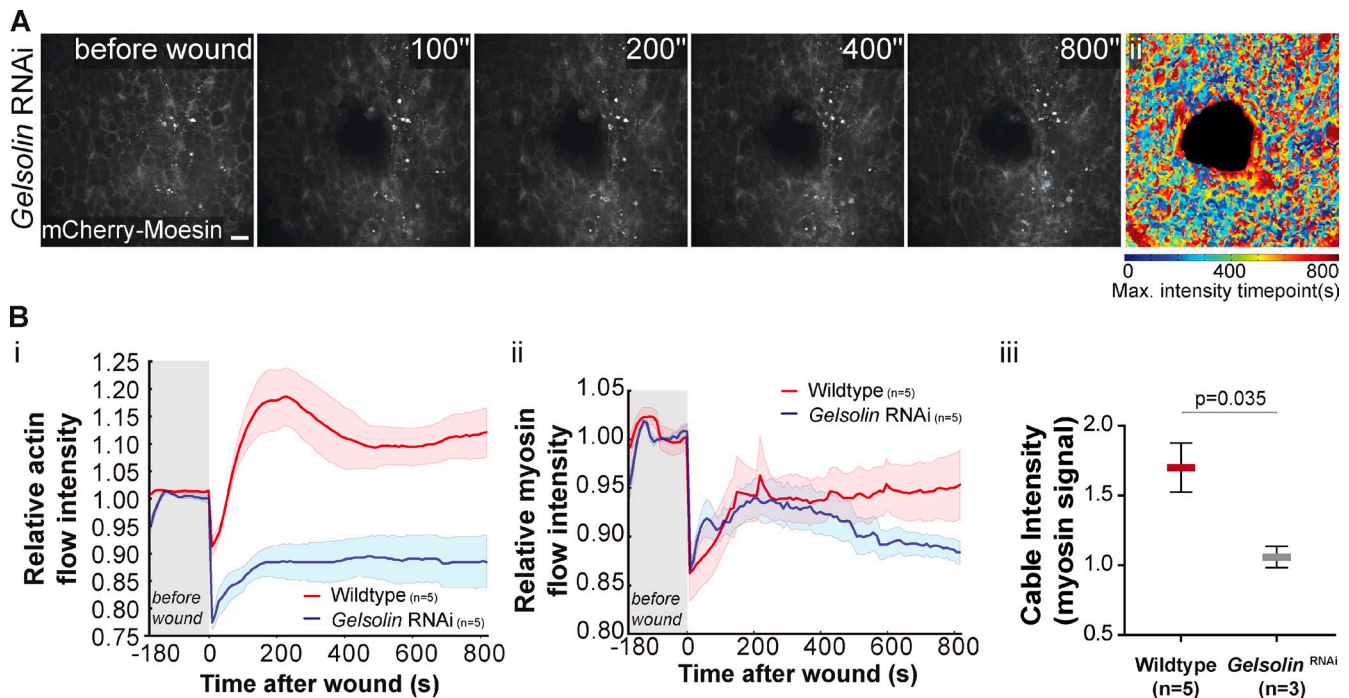 A
Gelsolin RNAi
before wound
100"
200"
400"
800"
ii
mCherry-Moesin
0 400 800
Max. intensity timepoint(s)
B
i
Relative actin
flow intensity
1.25
1.20
1.15
1.10
1.05
1.00
0.95
0.90
0.85
0.80
0.75
before
wound
Wildtype (n=5)
Gelsolin RNAi (n=5)
-180 0 200 400 600 800
Time after wound (s)
ii
Relative myosin
flow intensity
1.05
1.00
0.95
0.90
0.85
0.80
Wildtype (n=5)
Gelsolin RNAi (n=5)
before
wound
-180 0 200 400 600 800
Time after wound (s)
iii
Cable Intensity
(myosin signal)
p=0.035
2.0
1.5
1.0
0.5
Wildtype Gelsolin RNAi
(n=5) (n=3)